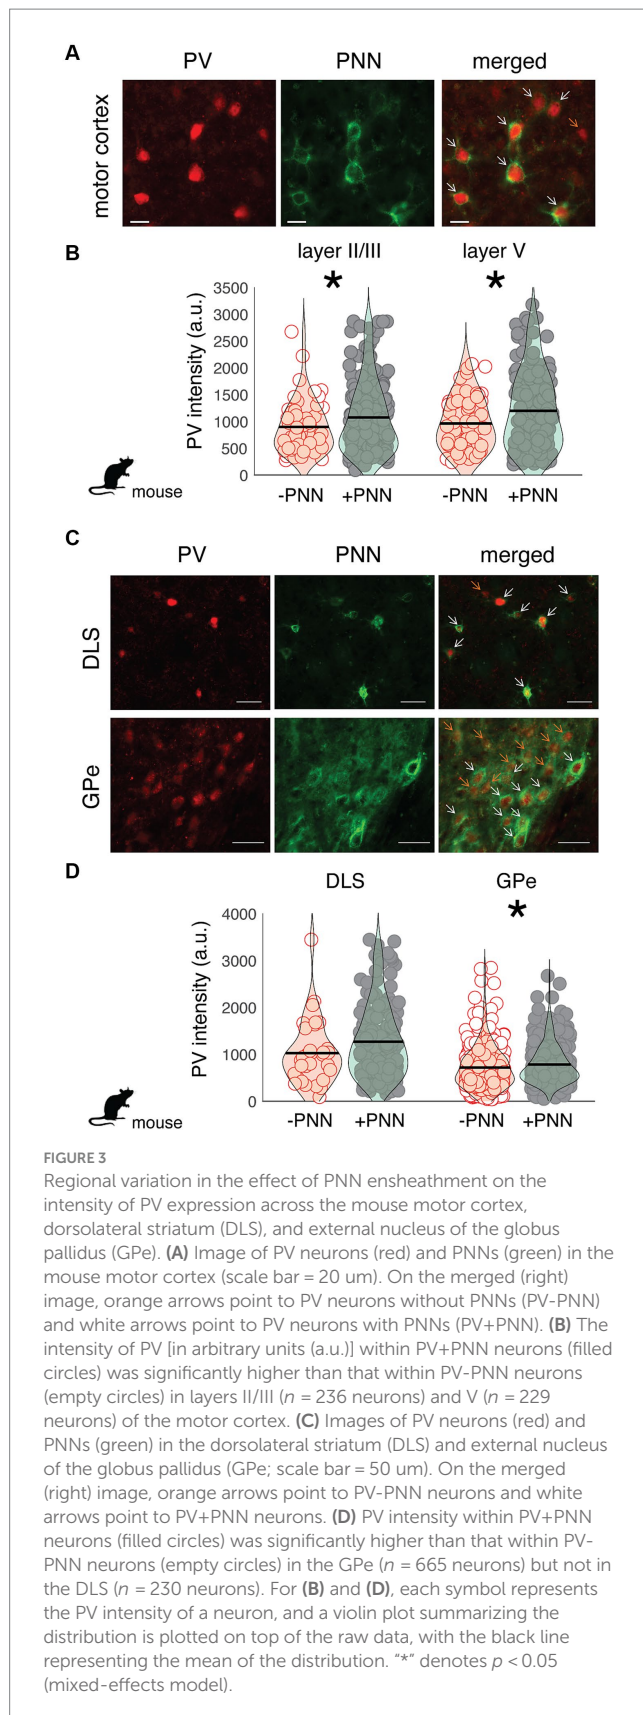 A
PV
PNN
merged
motor cortex
B
layer II/III
layer V
*
*
PV intensity (a.u.)
3500
3000
2500
2000
1500
1000
500
0
-PNN
+PNN
-PNN
+PNN
mouse
C
PV
PNN
merged
DLS
GPe
D
DLS
GPe
*
PV intensity (a.u.)
4000
3000
2000
1000
0
-PNN
+PNN
-PNN
+PNN
mouse
FIGURE 3
Regional variation in the effect of PNN ensheathment on the
intensity of PV expression across the mouse motor cortex,
dorsolateral striatum (DLS), and external nucleus of the globus
pallidus (GPe). (A) Image of PV neurons (red) and PNNs (green) in the
mouse motor cortex (scale bar = 20 um). On the merged (right)
image, orange arrows point to PV neurons without PNNs (PV-PNN)
and white arrows point to PV neurons with PNNs (PV+PNN). (B) The
intensity of PV [in arbitrary units (a.u.)] within PV+PNN neurons (filled
circles) was significantly higher than that within PV-PNN neurons
(empty circles) in layers II/III (n = 236 neurons) and V (n = 229
neurons) of the motor cortex. (C) Images of PV neurons (red) and
PNNs (green) in the dorsolateral striatum (DLS) and external nucleus
of the globus pallidus (GPe; scale bar = 50 um). On the merged
(right) image, orange arrows point to PV-PNN neurons and white
arrows point to PV+PNN neurons. (D) PV intensity within PV+PNN
neurons (filled circles) was significantly higher than that within PV-
PNN neurons (empty circles) in the GPe (n = 665 neurons) but not in
the DLS (n = 230 neurons). For (B) and (D), each symbol represents
the PV intensity of a neuron, and a violin plot summarizing the
distribution is plotted on top of the raw data, with the black line
representing the mean of the distribution. "*" denotes p < 0.05
(mixed-effects model).